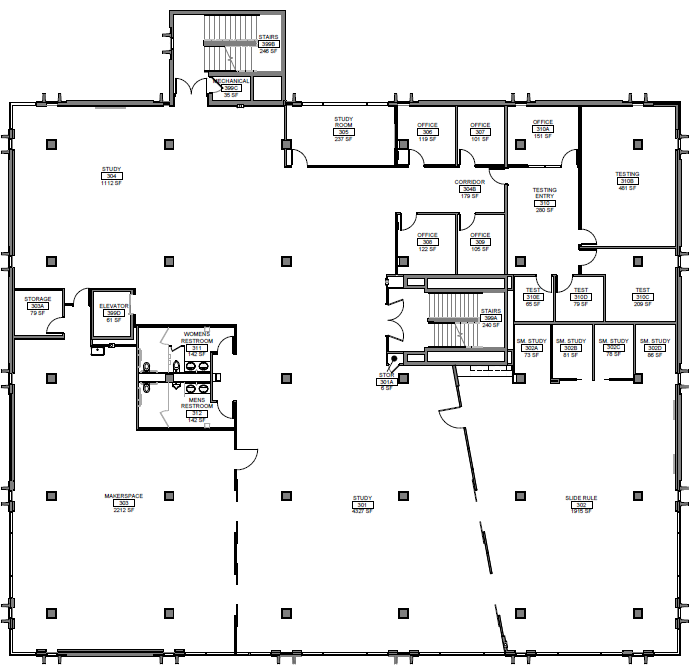 STAIRS
399B
246 SF
MECHANICAL
399C
35 SF
STUDY
ROOM
305
237 SF
OFFICE
306
119 SF
OFFICE
307
101 SF
OFFICE
310A
151 SF
STUDY
304
1112 SF
CORRIDOR
304B
179 SF
TESTING
ENTRY
310
280 SF
TESTING
310B
481 SF
OFFICE
308
122 SF
OFFICE
309
105 SF
STORAGE
303A
79 SF
ELEVATOR
399D
61 SF
STAIRS
399A
240 SF
TEST
310E
65 SF
TEST
310D
79 SF
TEST
310C
209 SF
WOMENS
RESTROOM
311
142 SF
SM. STUDY
302A
73 SF
SM. STUDY
302B
81 SF
SM. STUDY
302C
78 SF
SM. STUDY
302D
86 SF
STOR
301A
6 SF
MENS
RESTROOM
312
142 SF
MAKERSPACE
303
2212 SF
STUDY
301
4327 SF
SLIDE RULE
302
1915 SF